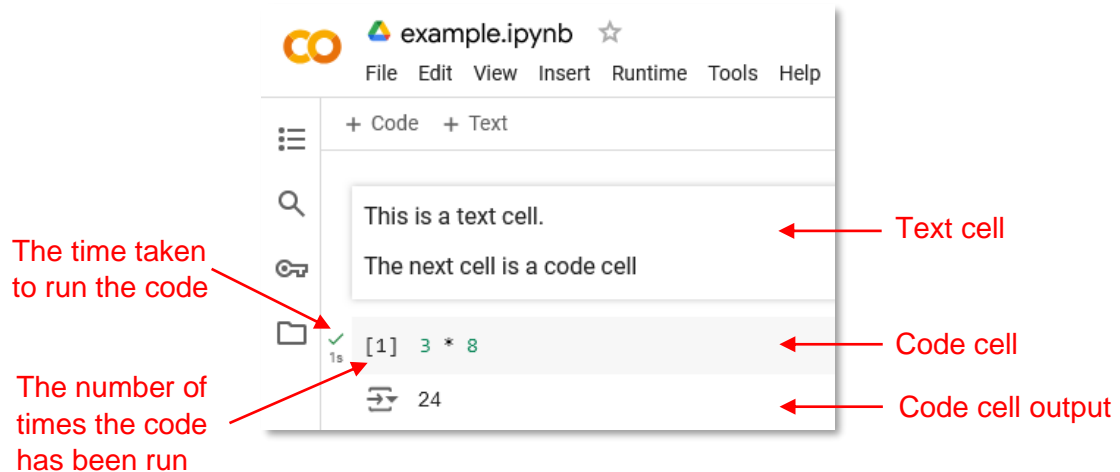 example.ipynb
File Edit View Insert Runtime Tools Help
+ Code + Text
This is a text cell.
Text cell
The next cell is a code cell
The time taken
to run the code
[1] 3 * 8
1s
Code cell
24
Code cell output
The number of
times the code
has been run